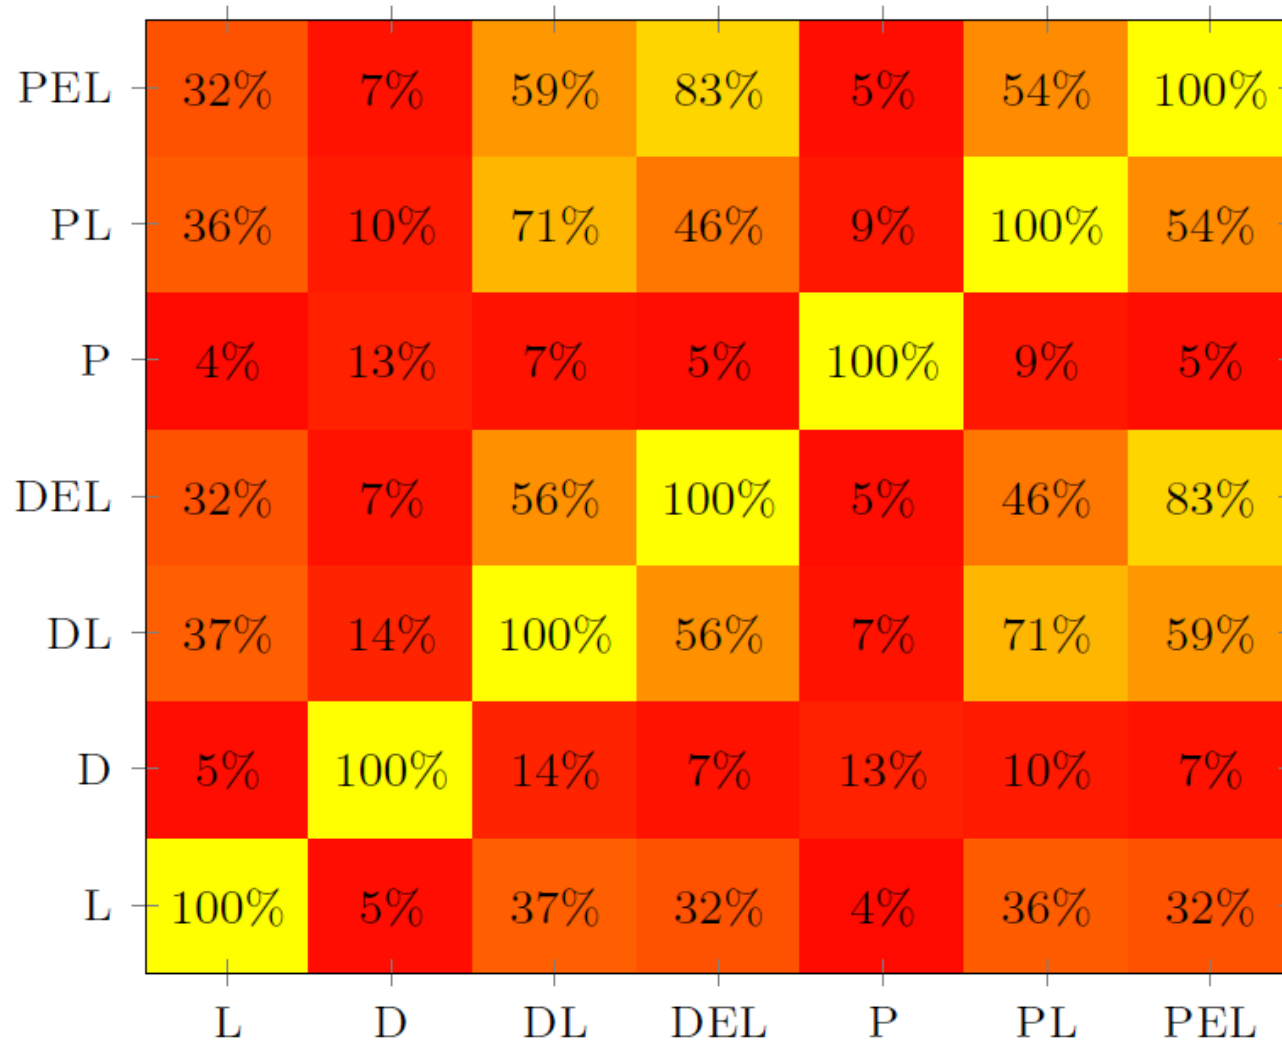 PEL 32% 7% 59% 83% 5% 54% 100%
PL 36% 10% 71% 46% 9% 100% 54%
P 4% 13% 7% 5% 100% 9% 5%
DEL 32% 7% 56% 100% 5% 46% 83%
DL 37% 14% 100% 56% 7% 71% 59%
D 5% 100% 14% 7% 13% 10% 7%
L 100% 5% 37% 32% 4% 36% 32%
L D DL DEL P PL PEL